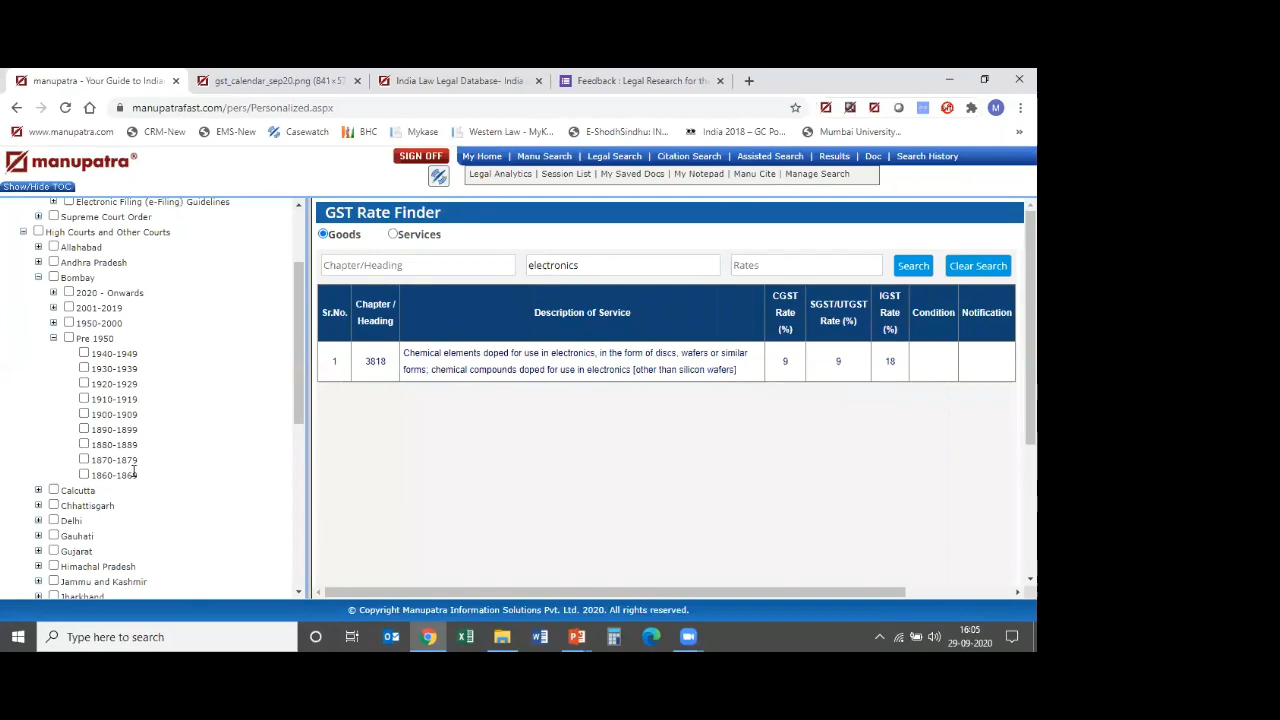 manupatra - Your Guide to India
gst_calendar_sep20.png (841×57
India Law Legal Database- India
Feedback : Legal Research for the
manupatrafast.com/pers/Personalized.aspx
M
www.manupatra.com
CRM-New
EMS-New
Casewatch
BHC
Mykase
Western Law - MyK...
E-ShodhSindhu: IN...
India 2018 – GC Po...
Mumbai University...
»
manupatra®
SIGN OFF
My Home
Manu Search
Legal Search
Citation Search
Assisted Search
Results
Doc
Search History
Legal Analytics
Session List
My Saved Docs
My Notepad
Manu Cite
Manage Search
Show/Hide TOC
Electronic Filing (e-Filing) Guidelines
Supreme Court Order
High Courts and Other Courts
Allahabad
Andhra Pradesh
Bombay
2020 - Onwards
2001-2019
1950-2000
Pre 1950
1940-1949
1930-1939
1920-1929
1910-1919
1900-1909
1890-1899
1880-1889
1870-1879
1860-1869
Calcutta
Chhattisgarh
Delhi
Gauhati
Gujarat
Himachal Pradesh
Jammu and Kashmir
Jharkhand
GST Rate Finder
Goods
Services
Chapter/Heading
electronics
Rates
Search
Clear Search
Sr.No.
Chapter /
Heading
Description of Service
CGST
Rate
(%)
SGST/UTGST
Rate (%)
IGST
Rate
(%)
Condition
Notification
1
3818
Chemical elements doped for use in electronics, in the form of discs, wafers or similar
forms; chemical compounds doped for use in electronics [other than silicon wafers]
9
9
18
© Copyright Manupatra Information Solutions Pvt. Ltd. 2020. All rights reserved.
Type here to search
16:05
29-09-2020